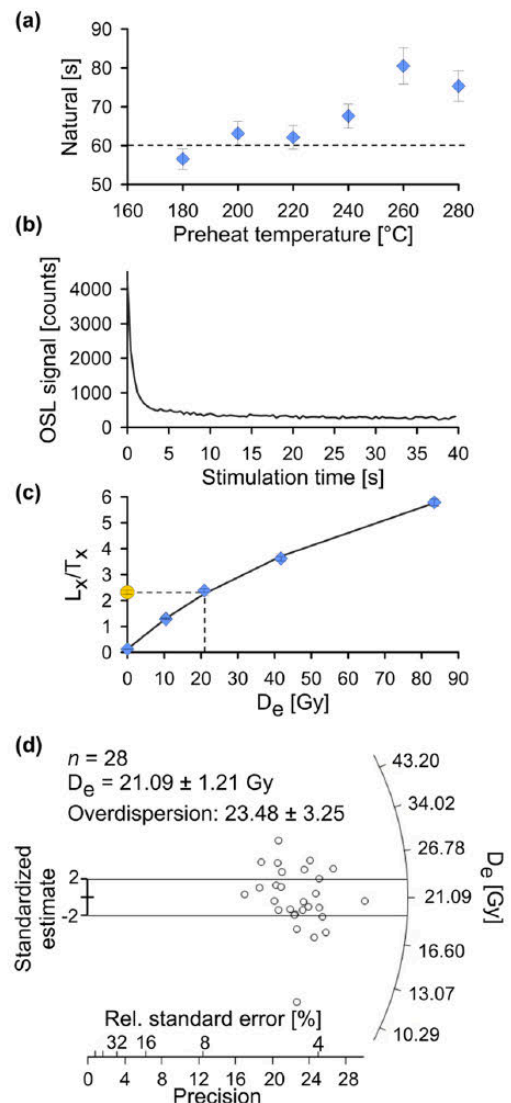 (a)
Natural [s]
90
80
70
60
50
160 180 200 220 240 260 280
Preheat temperature [°C]
(b)
OSL signal [counts]
4000
3000
2000
1000
0
0 5 10 15 20 25 30 35 40
Stimulation time [s]
(c)
Lx/Tx
6
5
4
3
2
1
0
0 10 20 30 40 50 60 70 80 90
De [Gy]
(d)
n = 28
De = 21.09 ± 1.21 Gy
Overdispersion: 23.48 ± 3.25
Standardized
estimate
2
-2
43.20
34.02
26.78
21.09
16.60
13.07
10.29
De [Gy]
Rel. standard error [%]
32 16 8 4
0 4 8 12 16 20 24 28
Precision